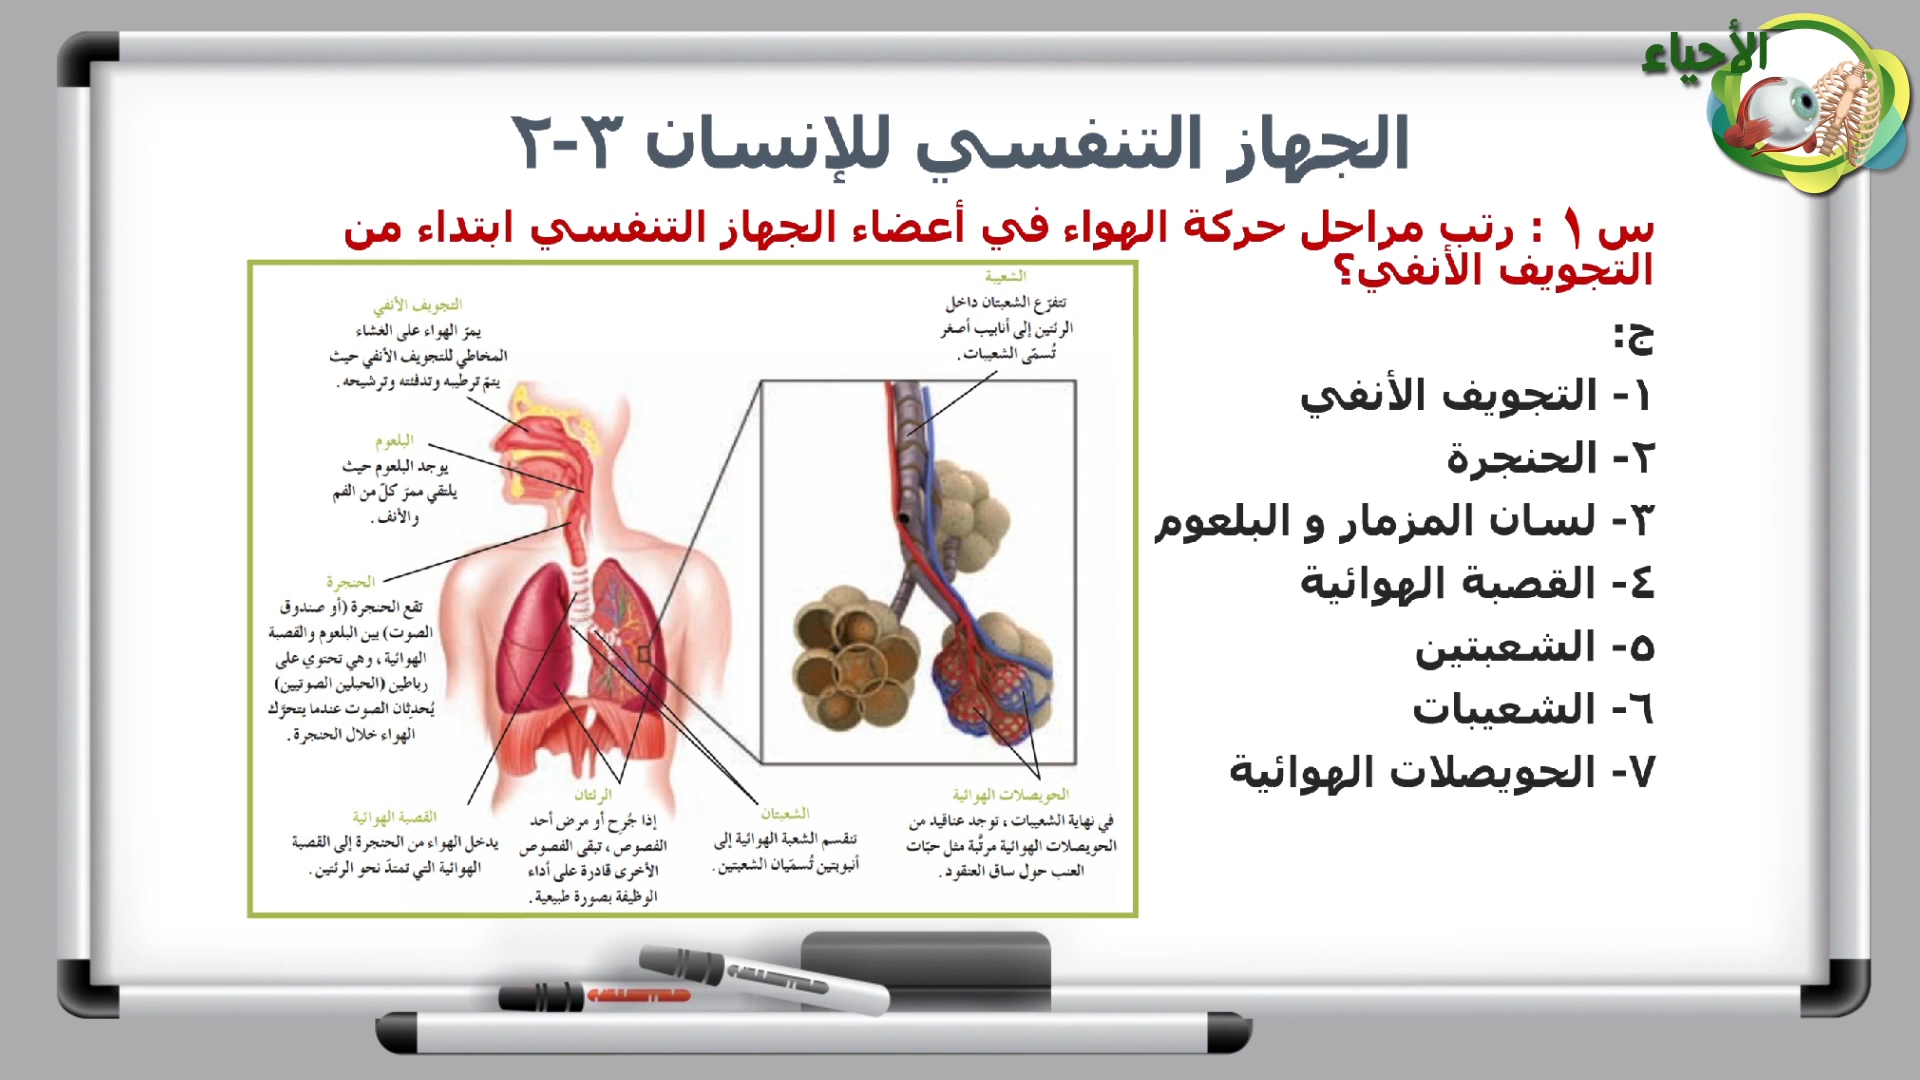 الأحياء
الجهاز التنفسي للإنسان ٣-٢
س١ : رتب مراحل حركة الهواء في أعضاء الجهاز التنفسي ابتداء من
التجويف الأنفي؟
ج:
١- التجويف الأنفي
٢- الحنجرة
٣- لسان المزمار و البلعوم
٤- القصبة الهوائية
٥- الشعبتين
٦- الشعيبات
٧- الحويصلات الهوائية
الشعيبة
تتفرّع الشعبتان داخل
الرئتين إلى أنابيب أصغر
تُسمّى الشعيبات .
التجويف الأنفي
يمرّ الهواء على الغشاء
المخاطي للتجويف الأنفي حيث
يتمّ ترطيبه وتدفئته وترشيحه .
البلعوم
يوجد البلعوم حيث
يلتقي ممرّ كلّ من الفم
والأنف .
الحنجرة
تقع الحنجرة (أو صندوق
الصوت) بين البلعوم والقصبة
الهوائية ، وهي تحتوي على
رباطين (الحبلين الصوتيين)
يُحدِثان الصوت عندما يتحرَّك
الهواء خلال الحنجرة .
الحويصلات الهوائية
في نهاية الشعيبات ، توجد عناقيد من
الحويصلات الهوائية مرتَّبة مثل حبّات
العنب حول ساق العنقود .
الشعبتان
تنقسم الشعبة الهوائية إلى
أنبوبتين تُسمّيان الشعبتين .
الرئتان
إذا جُرِح أو مرض أحد
الفصوص ، تبقى الفصوص
الأخرى قادرة على أداء
الوظيفة بصورة طبيعية .
القصبة الهوائية
يدخل الهواء من الحنجرة إلى القصبة
الهوائية التي تمتدّ نحو الرئتين .